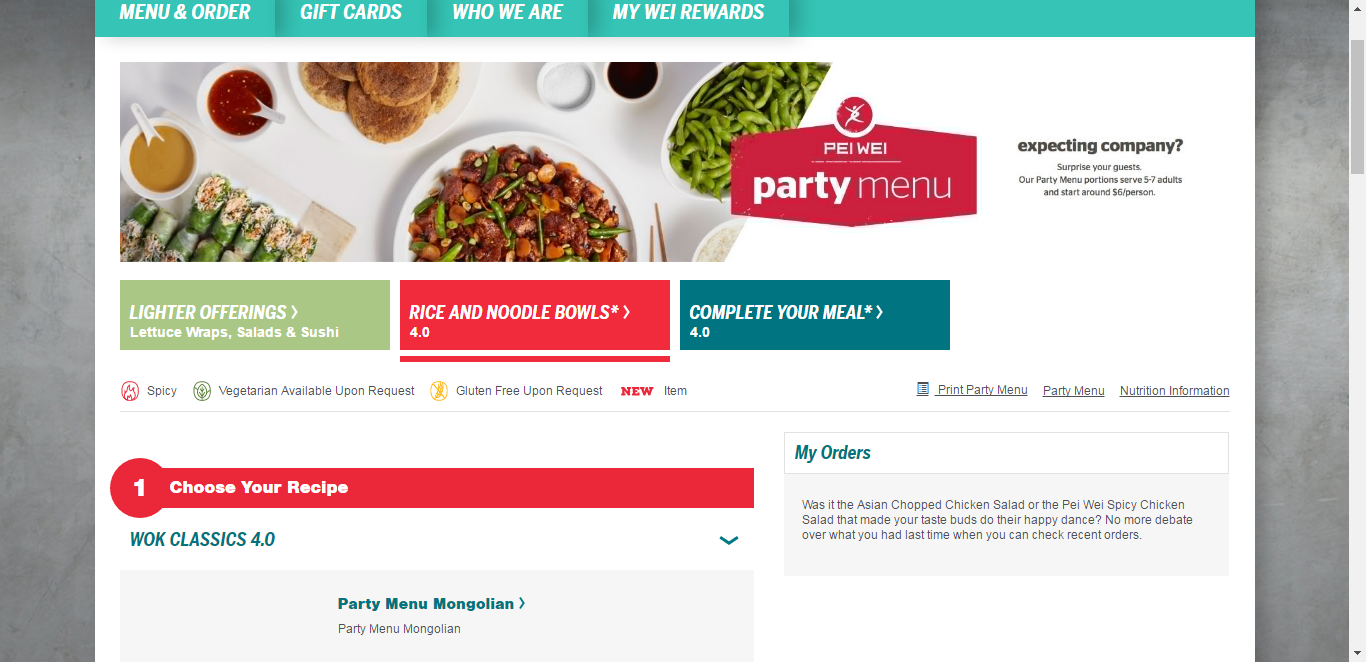 MENU & ORDER
GIFT CARDS
WHO WE ARE
MY WEI REWARDS
PEI WEI
party menu
expecting company?
Surprise your guests.
Our Party Menu portions serve 5-7 adults
and start around $6/person.
LIGHTER OFFERINGS >
Lettuce Wraps, Salads & Sushi
RICE AND NOODLE BOWLS* >
4.0
COMPLETE YOUR MEAL* >
4.0
Spicy
Vegetarian Available Upon Request
Gluten Free Upon Request
NEW Item
Print Party Menu
Party Menu
Nutrition Information
1 Choose Your Recipe
WOK CLASSICS 4.0
Party Menu Mongolian >
Party Menu Mongolian
My Orders
Was it the Asian Chopped Chicken Salad or the Pei Wei Spicy Chicken
Salad that made your taste buds do their happy dance? No more debate
over what you had last time when you can check recent orders.